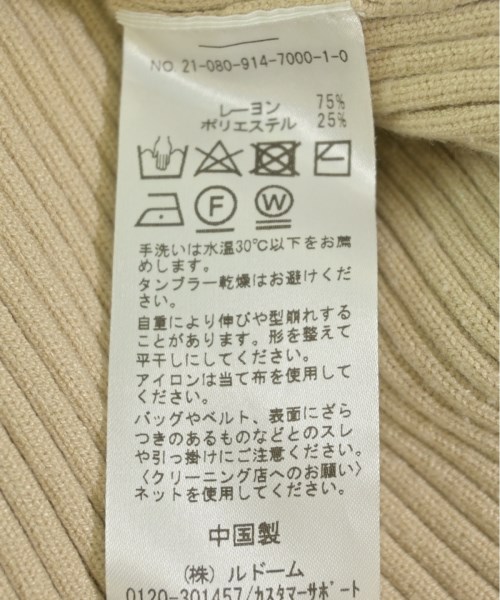 NO. 21-080-914-7000-1-0
レーヨン 75%
ポリエステル 25%
F W
手洗いは水温30℃以下をお薦
めします。
タンブラー乾燥はお避けくだ
さい。
自重により伸びや型崩れする
ことがあります。形を整えて
平干しにしてください。
アイロンは当て布を使用して
ください。
バッグやベルト、表面にざら
つきのあるものなどとのスレ
や引っ掛けにご注意ください。
〈クリーニング店へのお願い〉
ネットを使用してください。
中国製
(株) ルドーム
0120-301457/カスタマーサポート